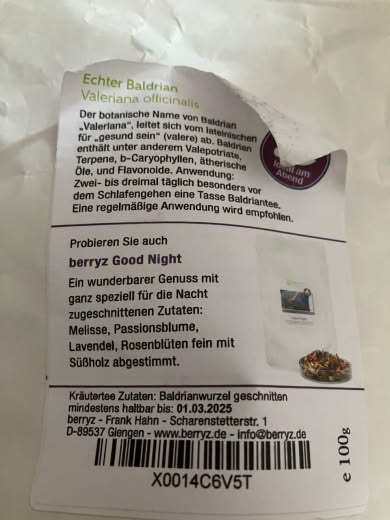 Echter Baldrian
Valeriana officinalis
Der botanische Name von Baldrian
„Valeriana", leitet sich vom lateinischen
für „gesund sein" (valere) ab. Baldrian
enthält unter anderem Valepotriate,
Terpene, b-Caryophyllen, ätherische
Öle, und Flavonoide. Anwendung:
Zwei- bis dreimal täglich besonders vor
dem Schlafengehen eine Tasse Baldriantee.
Eine regelmäßige Anwendung wird empfohlen.
Ideal am
Abend
Probieren Sie auch
berryz Good Night
Ein wunderbarer Genuss mit
ganz speziell für die Nacht
zugeschnittenen Zutaten:
Melisse, Passionsblume,
Lavendel, Rosenblüten fein mit
Süßholz abgestimmt.
Kräutertee Zutaten: Baldrianwurzel geschnitten
mindestens haltbar bis: 01.03.2025
berryz - Frank Hahn - Scharenstetterstr. 1
D-89537 Giengen - www.berryz.de - info@berryz.de
X0014C6V5T
e 100g